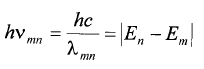 hν_mn = hc/λ_mn = |E_n − E_m|